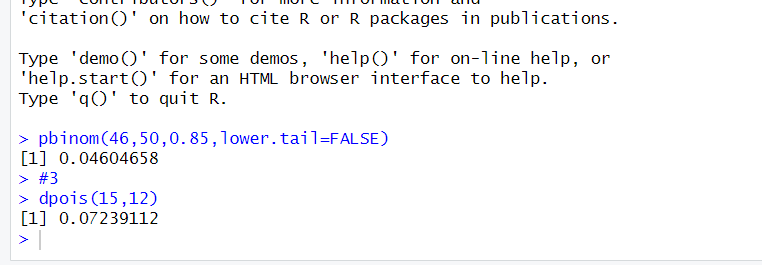 Type 'contributors()' for more information and
'citation()' on how to cite R or R packages in publications.
Type 'demo()' for some demos, 'help()' for on-line help, or
'help.start()' for an HTML browser interface to help.
Type 'q()' to quit R.
> pbinom(46,50,0.85,lower.tail=FALSE)
[1] 0.04604658
> #3
> dpois(15,12)
[1] 0.07239112
>